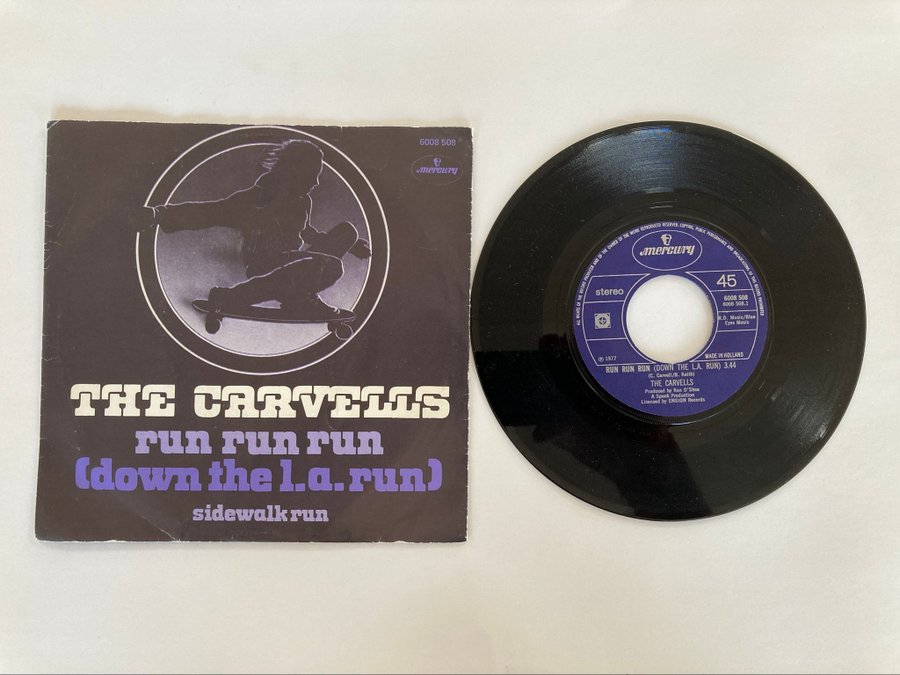 6008 508
mercury
THE CARVELLS
run run run
(down the l.a. run)
sidewalk run
mercury
stereo
45
6008 508
6008 508.1
R.D. Music/Blue
Eyes Music
℗ 1977
MADE IN HOLLAND
RUN RUN RUN (DOWN THE L.A. RUN) 3.44
(C. Carvell/B. Keith)
THE CARVELLS
Produced by Ron O'Shea
A Spook Production
Licensed by ENSIGN Records